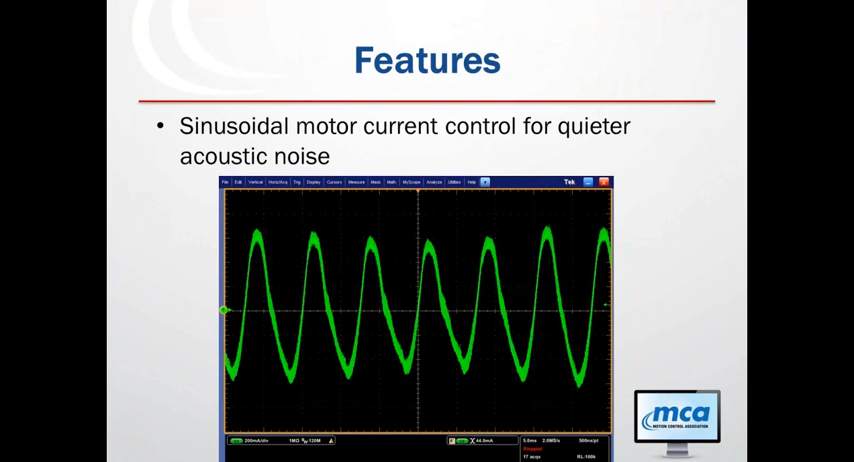 Features
• Sinusoidal motor current control for quieter
acoustic noise
File Edit Vertical Horiz/Acq Trig Display Cursors Measure Mask Math MyScope Analyze Utilities Help
Tek
200mA/div 1MΩ 120M
44.0mA
5.0ms 2.0MS/s 500ns/pt
Stopped
17 acqs RL:100k
mca
MOTION CONTROL ASSOCIATION